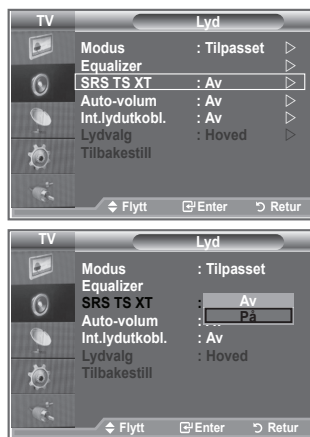 TV Lyd
Modus : Tilpasset
Equalizer
SRS TS XT : Av
Auto-volum : Av
Int.lydutkobl. : Av
Lydvalg : Hoved
Tilbakestill
Flytt Enter Retur
TV Lyd
Modus : Tilpasset
Equalizer
SRS TS XT : Av
På
Auto-volum : Av
Int.lydutkobl. : Av
Lydvalg : Hoved
Tilbakestill
Flytt Enter Retur